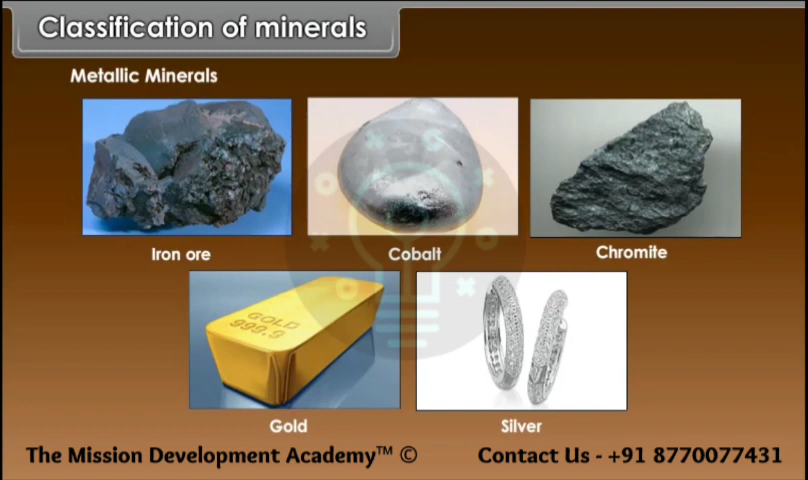 Classification of minerals
Metallic Minerals
Iron ore
Cobalt
Chromite
GOLD
999.9
Gold
Silver
The Mission Development Academy™ © Contact Us - +91 8770077431